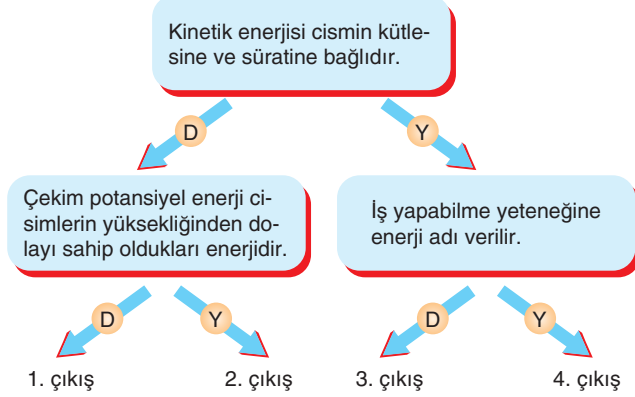 Kinetik enerjisi cismin kütle-
sine ve süratine bağlıdır.
D
Y
Çekim potansiyel enerji ci-
simlerin yüksekliğinden do-
layı sahip oldukları enerjidir.
İş yapabilme yeteneğine
enerji adı verilir.
D
Y
D
Y
1. çıkış
2. çıkış
3. çıkış
4. çıkış